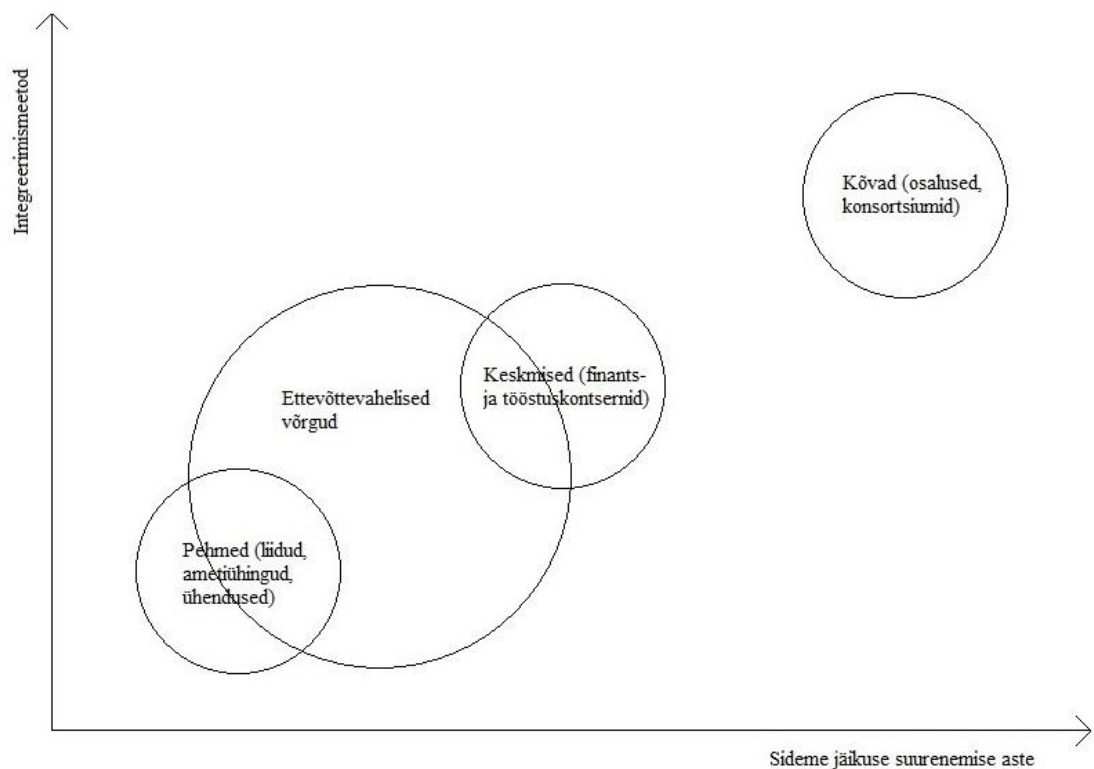 Integreerimismeetod
Kõvad (osalused,
konsortsiumid)
Keskmised (finants-
ja tööstuskontsernid)
Ettevõttevahelised
võrgud
Pehmed (liidud,
ametiühingud,
ühendused)
Sideme jäikuse suurenemise aste